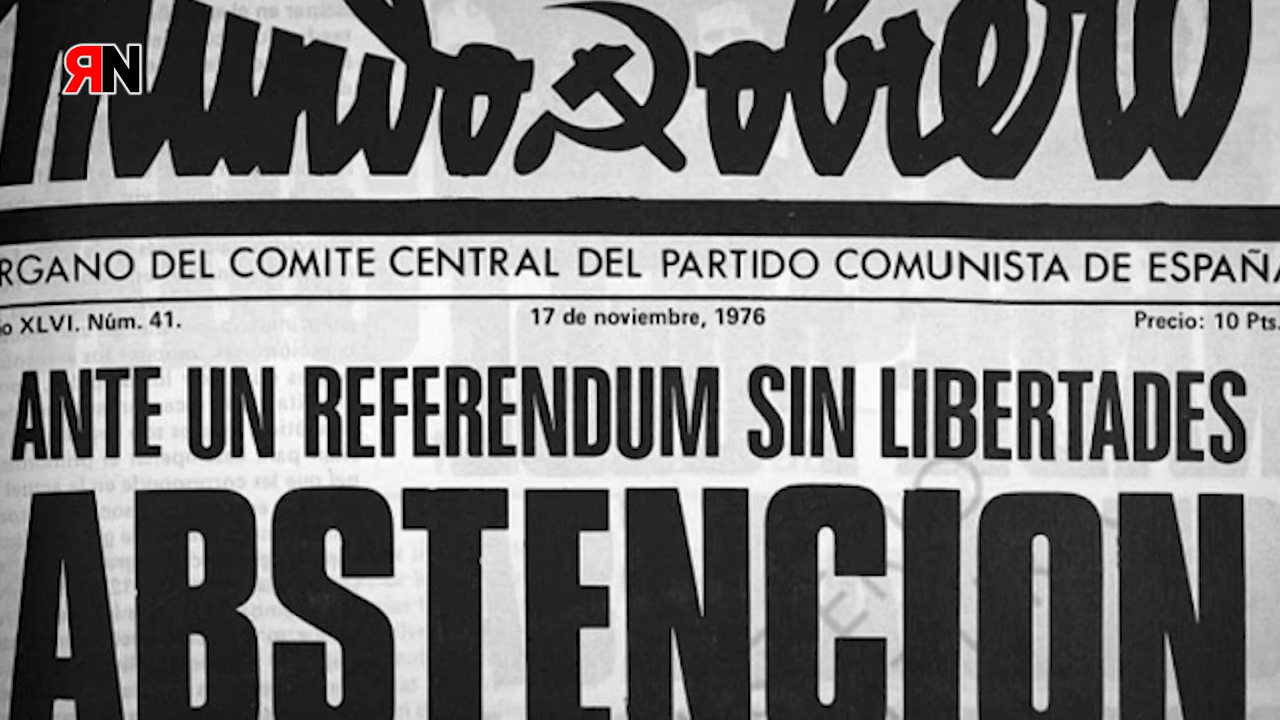 ЯN
Mundo obrero
RGANO DEL COMITE CENTRAL DEL PARTIDO COMUNISTA DE ESPAÑA
o XLVI. Núm. 41.
17 de noviembre, 1976
Precio: 10 Pts.
ANTE UN REFERENDUM SIN LIBERTADES
ABSTENCION